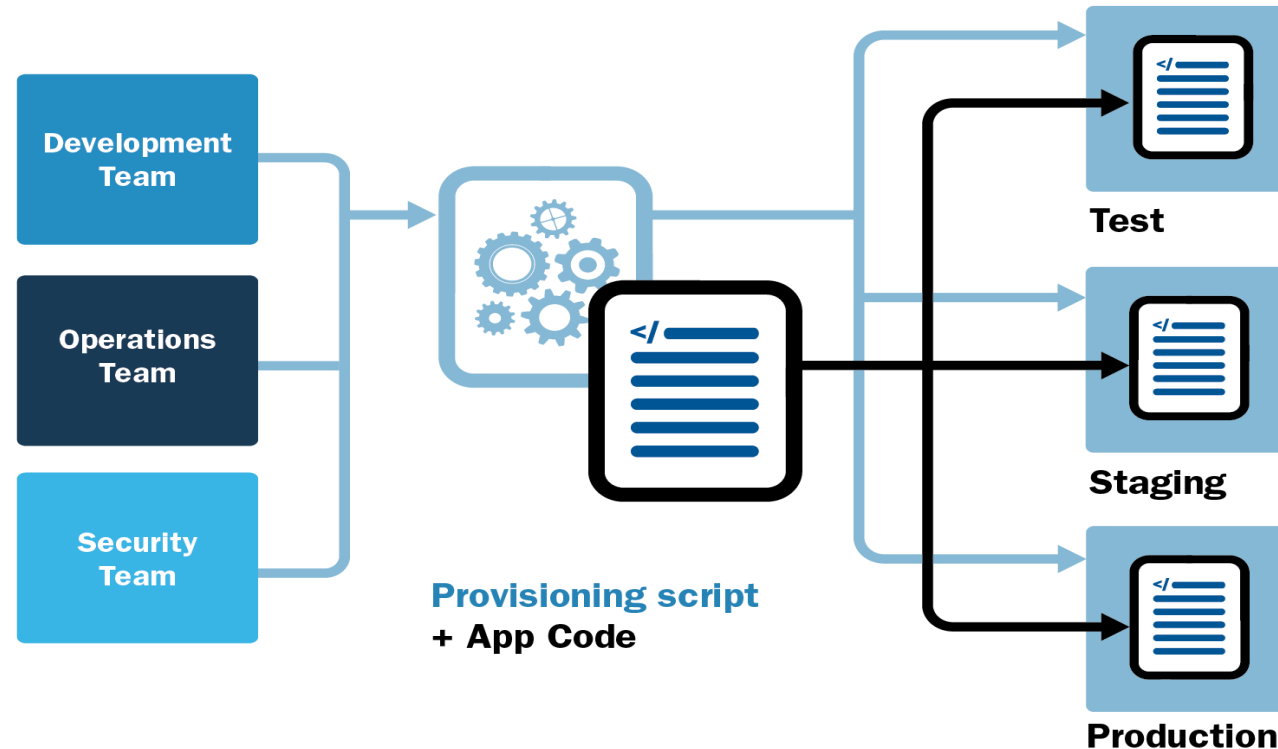 Development
Team
Operations
Team
Security
Team
Provisioning script
+ App Code
</
</
Test
</
Staging
</
Production